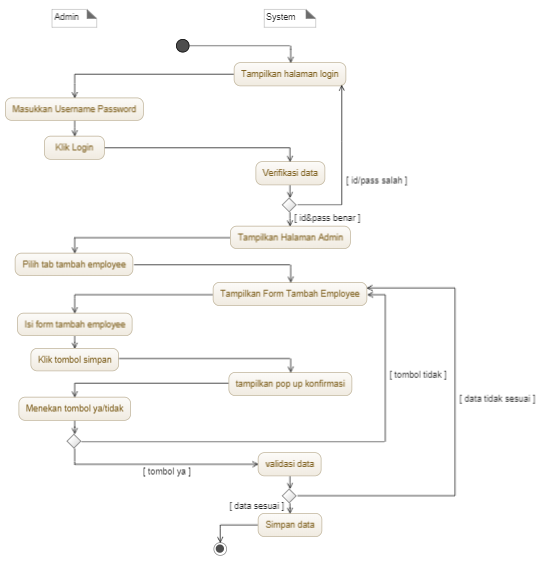 Admin
System
Tampilkan halaman login
Masukkan Username Password
Klik Login
Verifikasi data
[ id/pass salah ]
[ id&pass benar ]
Tampilkan Halaman Admin
Pilih tab tambah employee
Tampilkan Form Tambah Employee
Isi form tambah employee
Klik tombol simpan
[ tombol tidak ]
tampilkan pop up konfirmasi
[ data tidak sesuai ]
Menekan tombol ya/tidak
validasi data
[ tombol ya ]
[ data sesuai ]
Simpan data